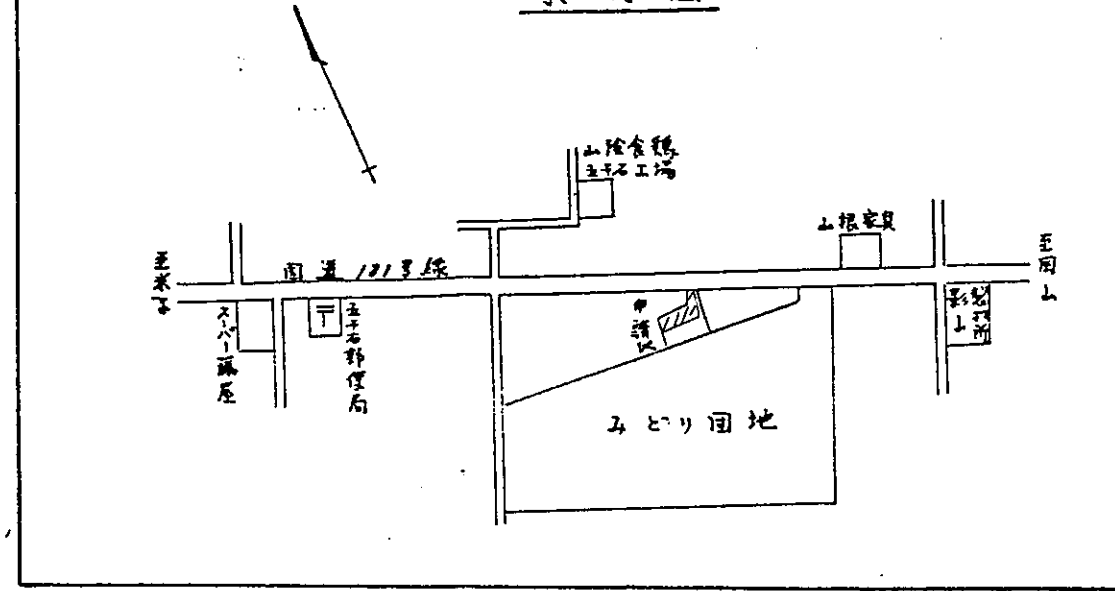 山陰食鶏
五千石工場
山根家具
至岡山
国道181号線
至米子
影山製材所
申請地
五千石郵便局
〒
スーパー藤屋
みどり団地